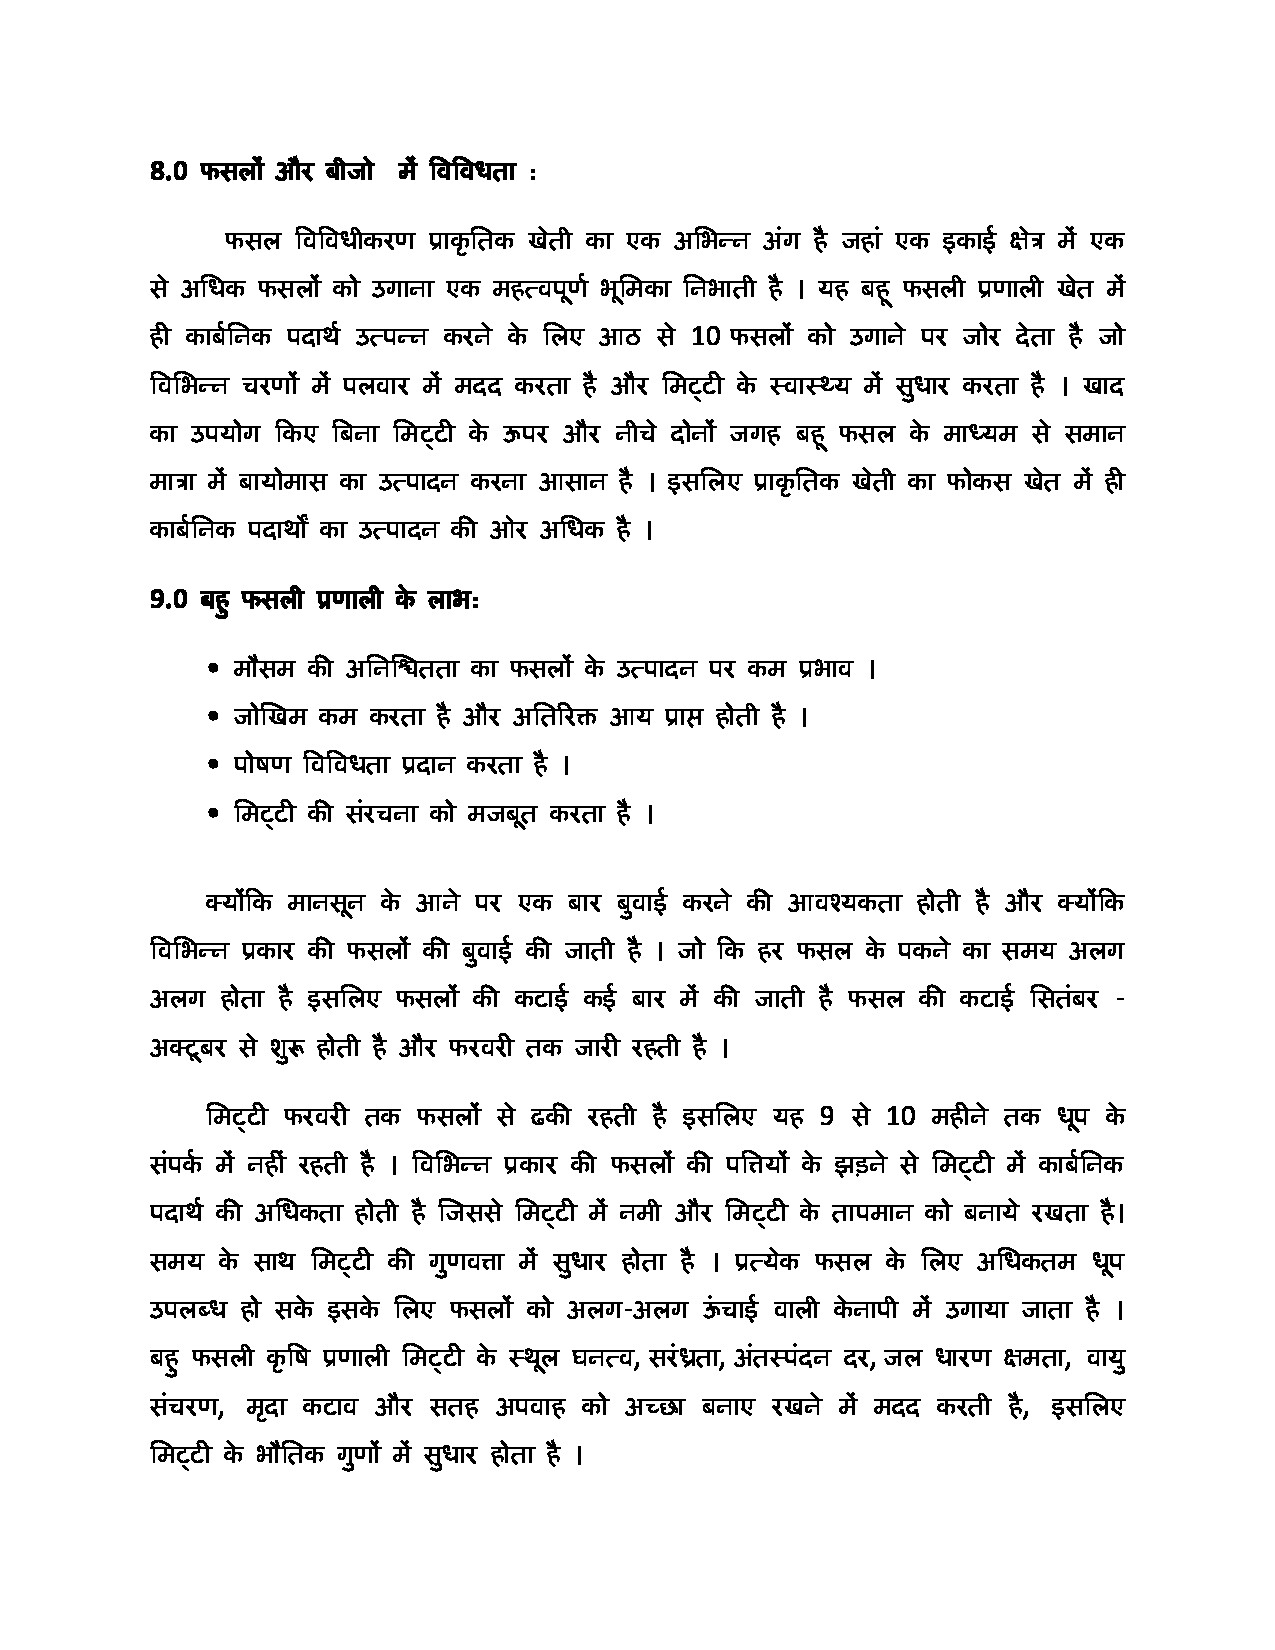 8.0 फसलों और बीजो में विविधता :
फसल विविधीकरण प्राकृतिक खेती का एक अभिन्न अंग है जहां एक इकाई क्षेत्र में एक
से अधिक फसलों को उगाना एक महत्वपूर्ण भूमिका निभाती है । यह बहू फसली प्रणाली खेत में
ही कार्बनिक पदार्थ उत्पन्न करने के लिए आठ से 10 फसलों को उगाने पर जोर देता है जो
विभिन्न चरणों में पलवार में मदद करता है और मिट्टी के स्वास्थ्य में सुधार करता है । खाद
का उपयोग किए बिना मिट्टी के ऊपर और नीचे दोनों जगह बहू फसल के माध्यम से समान
मात्रा में बायोमास का उत्पादन करना आसान है । इसलिए प्राकृतिक खेती का फोकस खेत में ही
कार्बनिक पदार्थों का उत्पादन की ओर अधिक है ।
9.0 बहु फसली प्रणाली के लाभ:
• मौसम की अनिश्चितता का फसलों के उत्पादन पर कम प्रभाव ।
• जोखिम कम करता है और अतिरिक्त आय प्राप्त होती है ।
• पोषण विविधता प्रदान करता है ।
• मिट्टी की संरचना को मजबूत करता है ।
क्योंकि मानसून के आने पर एक बार बुवाई करने की आवश्यकता होती है और क्योंकि
विभिन्न प्रकार की फसलों की बुवाई की जाती है । जो कि हर फसल के पकने का समय अलग
अलग होता है इसलिए फसलों की कटाई कई बार में की जाती है फसल की कटाई सितंबर -
अक्टूबर से शुरू होती है और फरवरी तक जारी रहती है ।
मिट्टी फरवरी तक फसलों से ढकी रहती है इसलिए यह 9 से 10 महीने तक धूप के
संपर्क में नहीं रहती है । विभिन्न प्रकार की फसलों की पत्तियों के झड़ने से मिट्टी में कार्बनिक
पदार्थ की अधिकता होती है जिससे मिट्टी में नमी और मिट्टी के तापमान को बनाये रखता है।
समय के साथ मिट्टी की गुणवत्ता में सुधार होता है । प्रत्येक फसल के लिए अधिकतम धूप
उपलब्ध हो सके इसके लिए फसलों को अलग-अलग ऊंचाई वाली केनापी में उगाया जाता है ।
बहु फसली कृषि प्रणाली मिट्टी के स्थूल घनत्व, सरंध्रता, अंतस्पंदन दर, जल धारण क्षमता, वायु
संचरण, मृदा कटाव और सतह अपवाह को अच्छा बनाए रखने में मदद करती है, इसलिए
मिट्टी के भौतिक गुणों में सुधार होता है ।